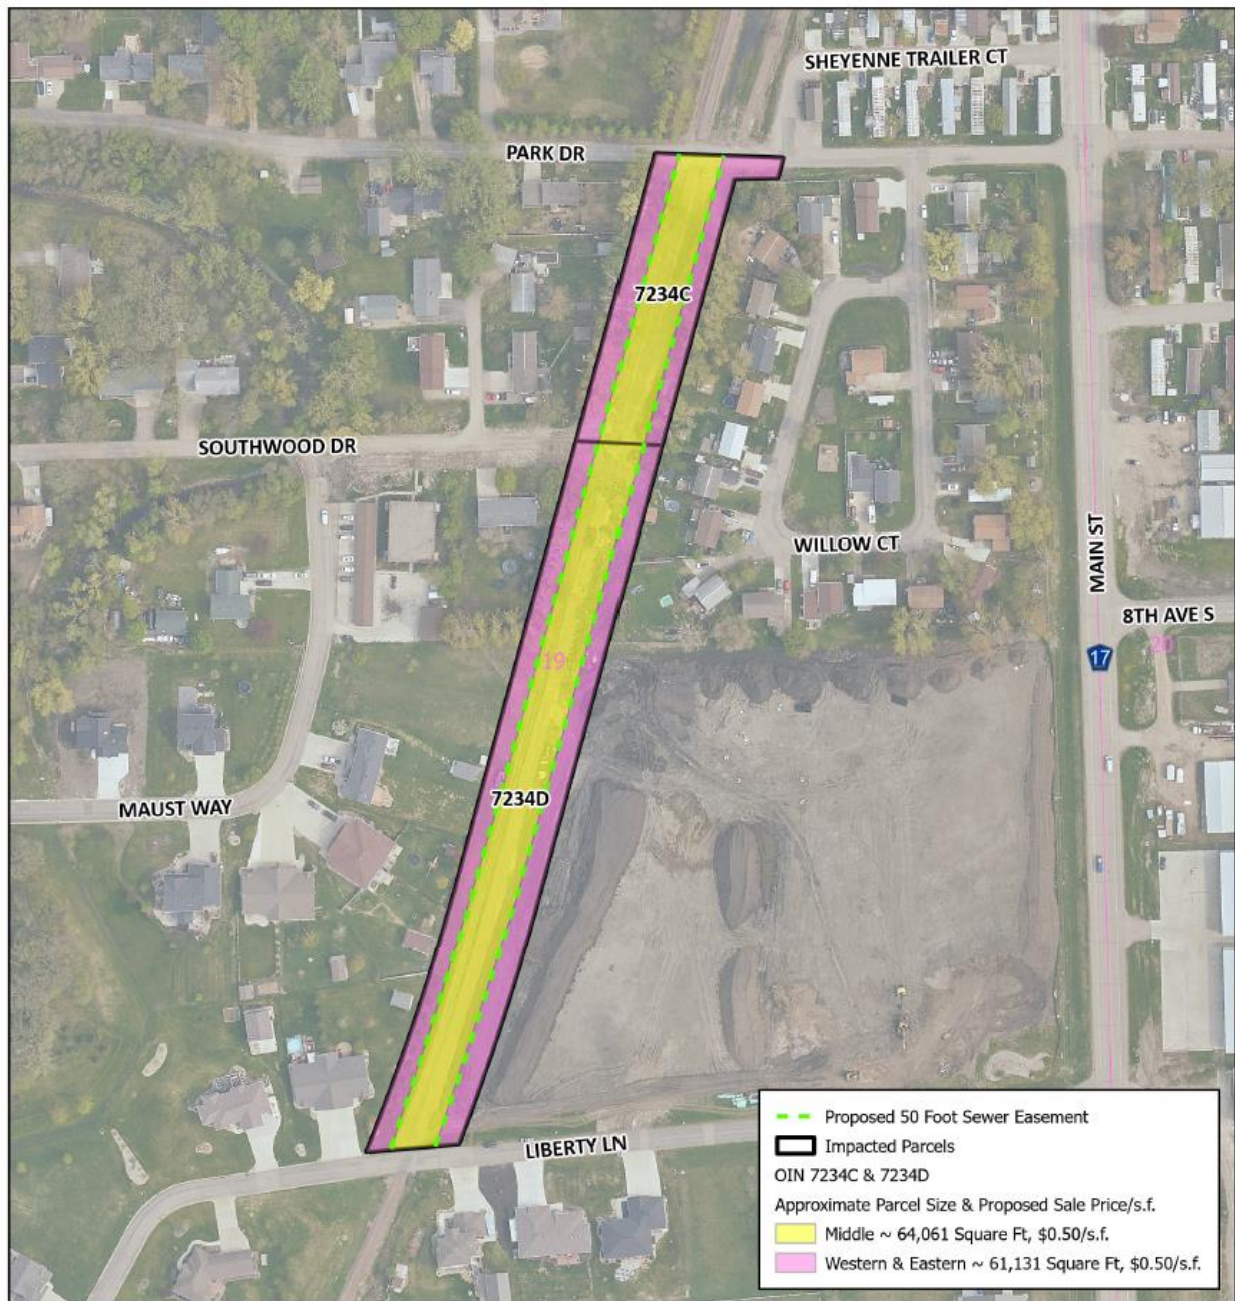 SHEYENNE TRAILER CT
PARK DR
7234C
SOUTHWOOD DR
MAIN ST
WILLOW CT
8TH AVE S
20
17
19
7234D
MAUST WAY
LIBERTY LN
Proposed 50 Foot Sewer Easement
Impacted Parcels
OIN 7234C & 7234D
Approximate Parcel Size & Proposed Sale Price/s.f.
Middle ~ 64,061 Square Ft, $0.50/s.f.
Western & Eastern ~ 61,131 Square Ft, $0.50/s.f.